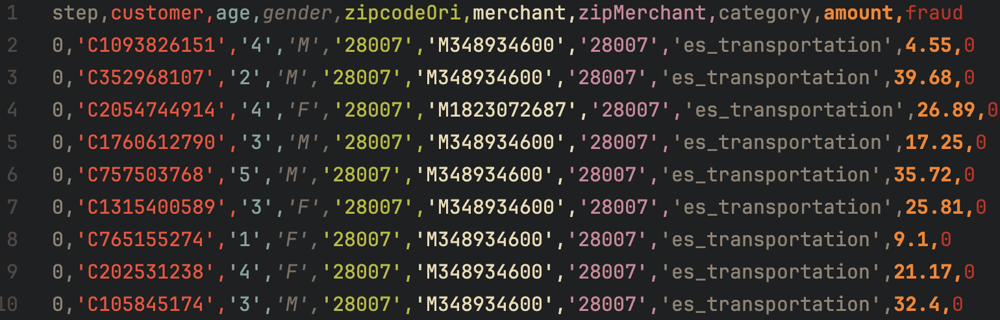 1 step,customer,age,gender,zipcodeOri,merchant,zipMerchant,category,amount,fraud
2 0,'C1093826151','4','M','28007','M348934600','28007','es_transportation',4.55,0
3 0,'C352968107','2','M','28007','M348934600','28007','es_transportation',39.68,0
4 0,'C2054744914','4','F','28007','M1823072687','28007','es_transportation',26.89,0
5 0,'C1760612790','3','M','28007','M348934600','28007','es_transportation',17.25,0
6 0,'C757503768','5','M','28007','M348934600','28007','es_transportation',35.72,0
7 0,'C1315400589','3','F','28007','M348934600','28007','es_transportation',25.81,0
8 0,'C765155274','1','F','28007','M348934600','28007','es_transportation',9.1,0
9 0,'C202531238','4','F','28007','M348934600','28007','es_transportation',21.17,0
10 0,'C105845174','3','M','28007','M348934600','28007','es_transportation',32.4,0